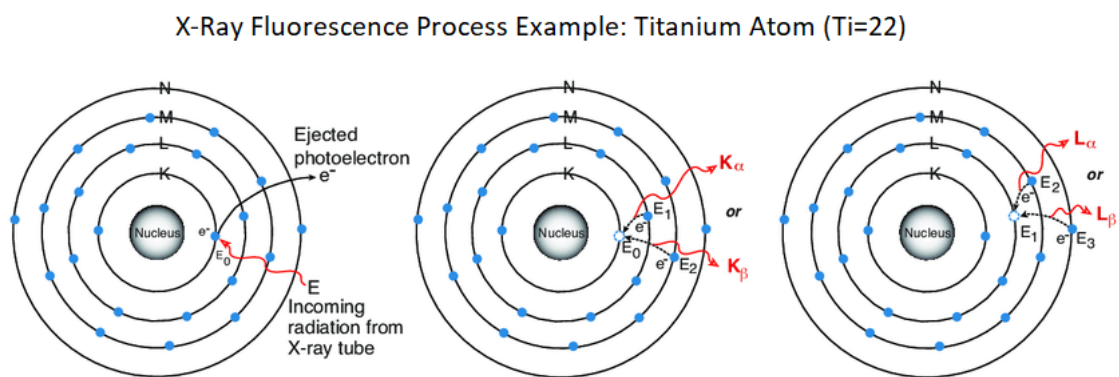 X-Ray Fluorescence Process Example: Titanium Atom (Ti=22)
N
M
L
K
Nucleus
e-
E0
Ejected
photoelectron
e-
E
Incoming
radiation from
X-ray tube
N
M
L
K
Nucleus
Kα
or
Kβ
E1
e-
E0
e-
E2
N
M
L
K
Nucleus
Lα
or
Lβ
E2
e-
E1
e-
E3